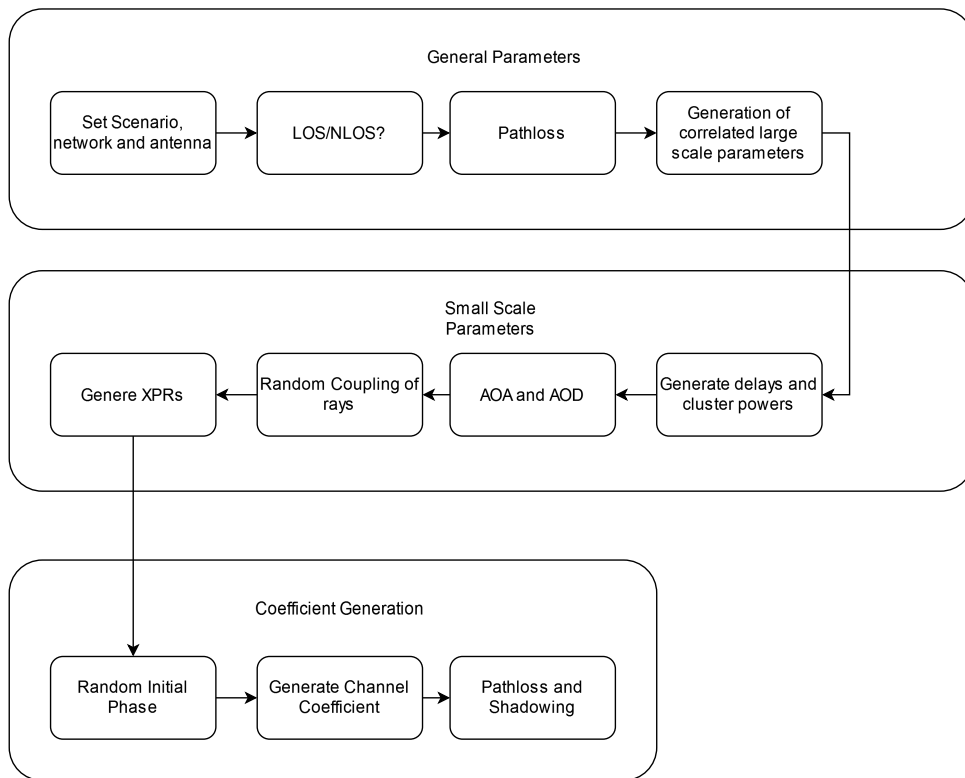 General Parameters
Set Scenario,
network and antenna
LOS/NLOS?
Pathloss
Generation of
correlated large
scale parameters
Small Scale
Parameters
Genere XPRs
Random Coupling of
rays
AOA and AOD
Generate delays and
cluster powers
Coefficient Generation
Random Initial
Phase
Generate Channel
Coefficient
Pathloss and
Shadowing